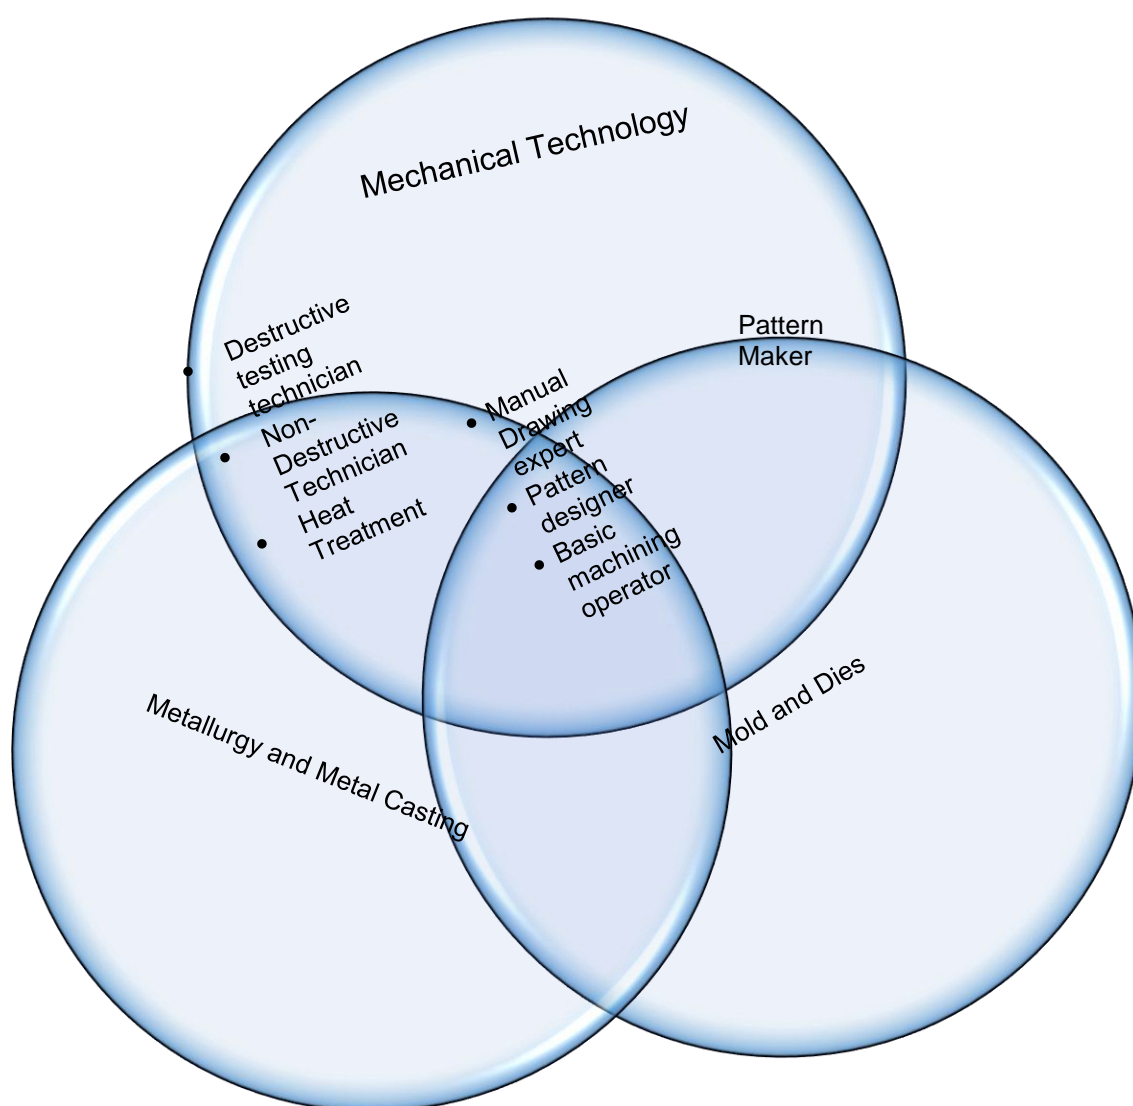 Mechanical Technology
• Destructive
testing
technician
• Non-
Destructive
Technician
• Heat
Treatment
• Manual
Drawing
expert
• Pattern
designer
• Basic
machining
operator
Pattern
Maker
Metallurgy and Metal Casting
Mold and Dies